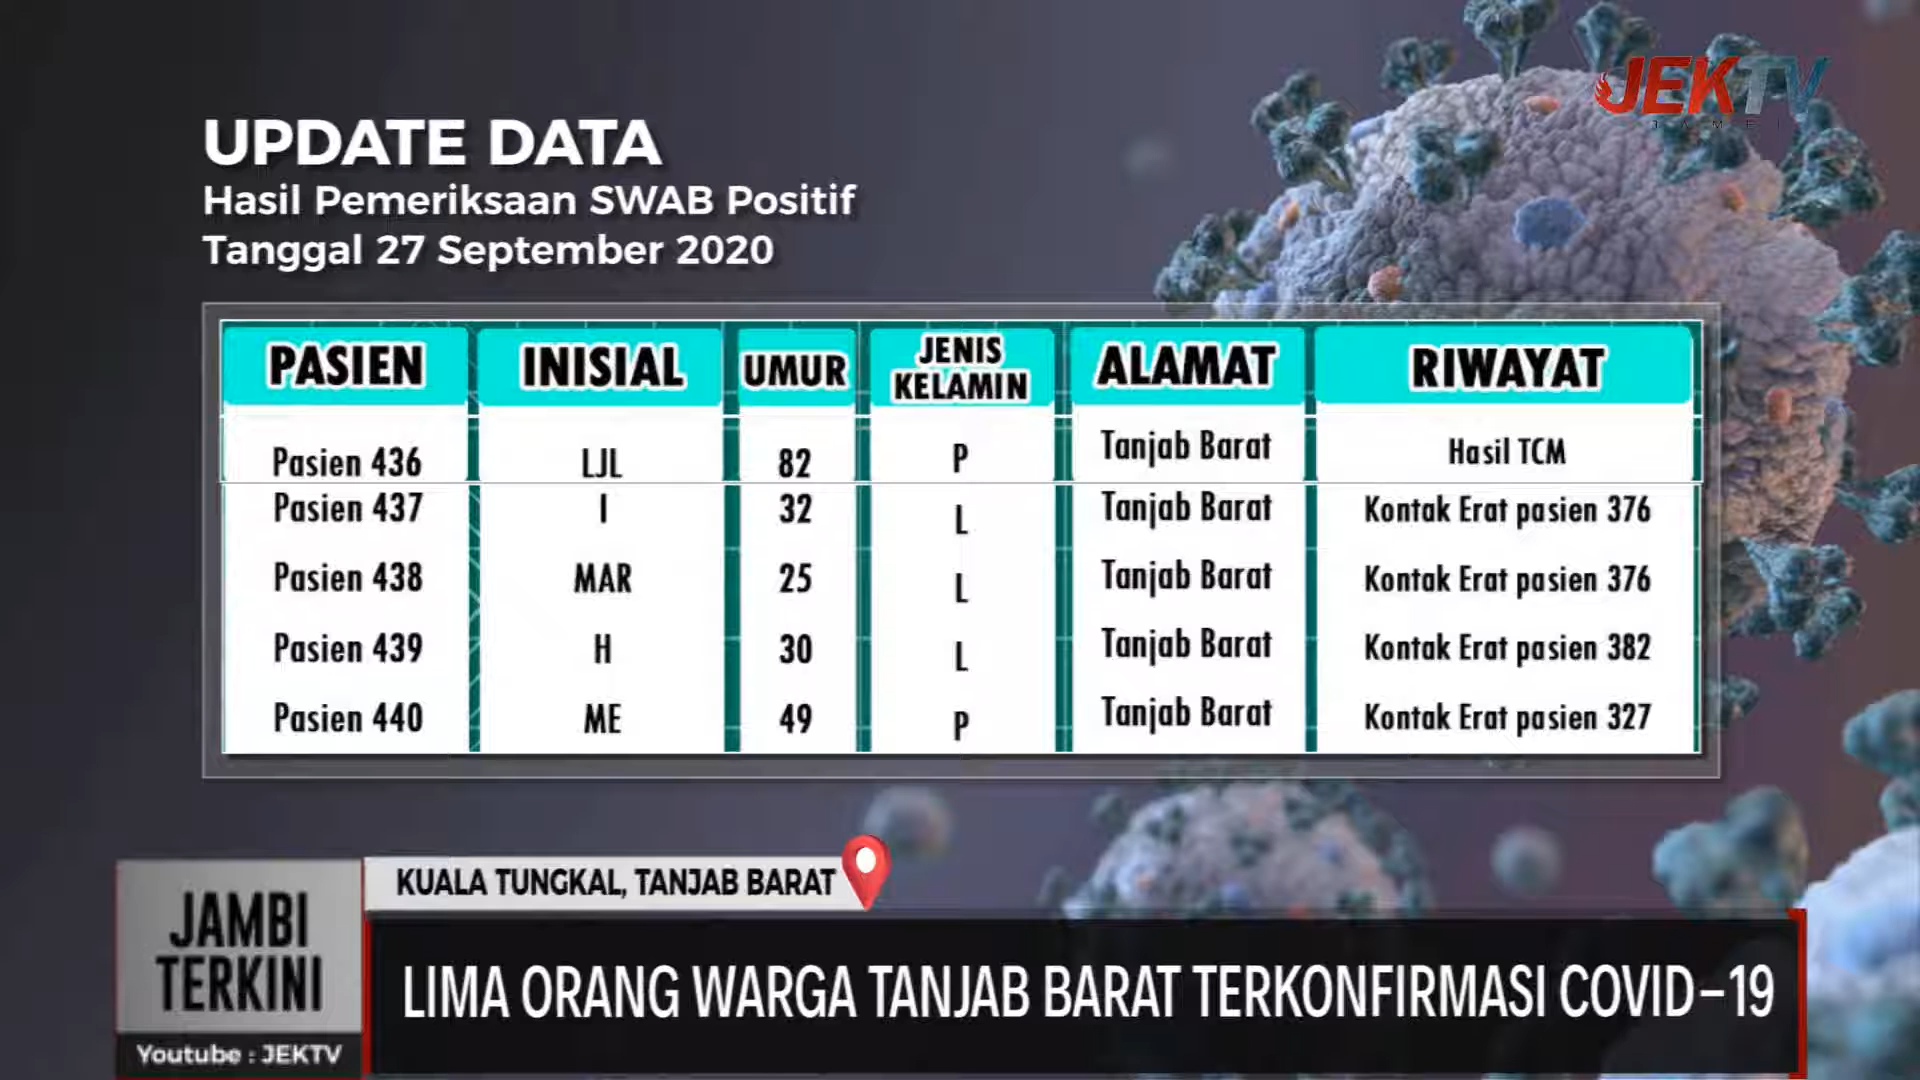 JEKTV
JAMBI
UPDATE DATA
Hasil Pemeriksaan SWAB Positif
Tanggal 27 September 2020
PASIEN INISIAL UMUR JENIS KELAMIN ALAMAT RIWAYAT
Pasien 436 LJL 82 P Tanjab Barat Hasil TCM
Pasien 437 I 32 L Tanjab Barat Kontak Erat pasien 376
Pasien 438 MAR 25 L Tanjab Barat Kontak Erat pasien 376
Pasien 439 H 30 L Tanjab Barat Kontak Erat pasien 382
Pasien 440 ME 49 P Tanjab Barat Kontak Erat pasien 327
KUALA TUNGKAL, TANJAB BARAT
JAMBI
TERKINI
LIMA ORANG WARGA TANJAB BARAT TERKONFIRMASI COVID-19
Youtube : JEKTV